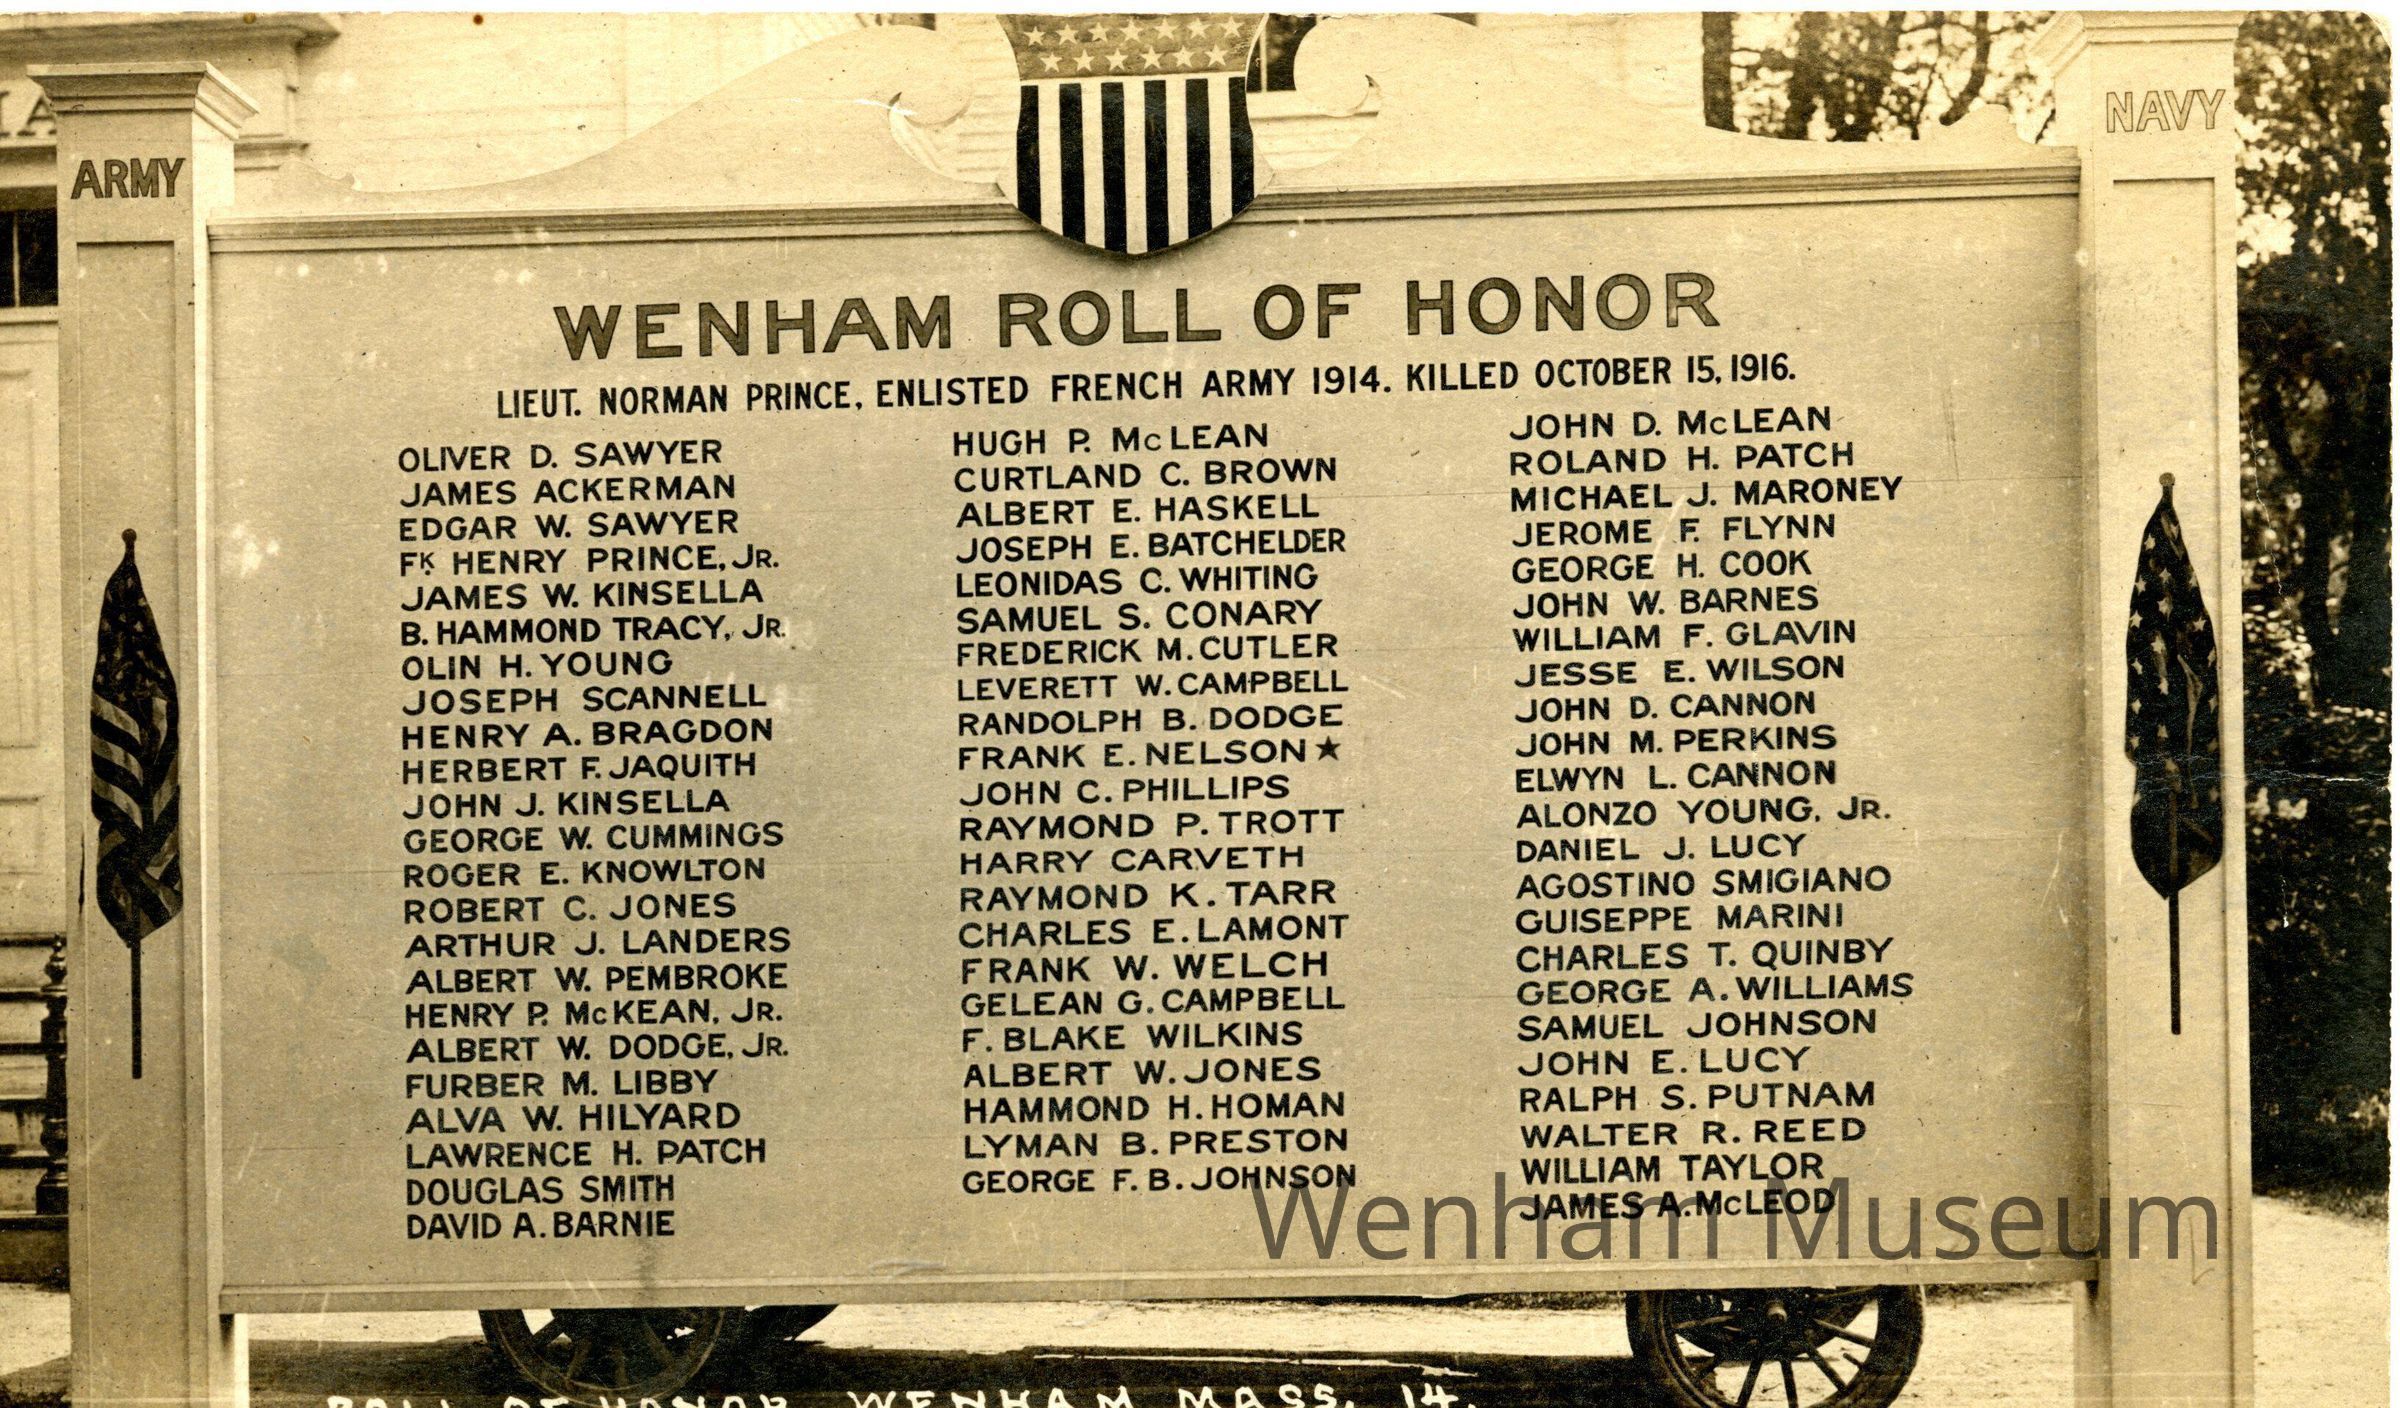 ARMY
NAVY
WENHAM ROLL OF HONOR
LIEUT. NORMAN PRINCE, ENLISTED FRENCH ARMY 1914. KILLED OCTOBER 15, 1916.
OLIVER D. SAWYER
JAMES ACKERMAN
EDGAR W. SAWYER
FK HENRY PRINCE, JR.
JAMES W. KINSELLA
B. HAMMOND TRACY, JR.
OLIN H. YOUNG
JOSEPH SCANNELL
HENRY A. BRAGDON
HERBERT F. JAQUITH
JOHN J. KINSELLA
GEORGE W. CUMMINGS
ROGER E. KNOWLTON
ROBERT C. JONES
ARTHUR J. LANDERS
ALBERT W. PEMBROKE
HENRY P. McKEAN, JR.
ALBERT W. DODGE, JR.
FURBER M. LIBBY
ALVA W. HILYARD
LAWRENCE H. PATCH
DOUGLAS SMITH
DAVID A. BARNIE
HUGH P. McLEAN
CURTLAND C. BROWN
ALBERT E. HASKELL
JOSEPH E. BATCHELDER
LEONIDAS C. WHITING
SAMUEL S. CONARY
FREDERICK M. CUTLER
LEVERETT W. CAMPBELL
RANDOLPH B. DODGE
FRANK E. NELSON ★
JOHN C. PHILLIPS
RAYMOND P. TROTT
HARRY CARVETH
RAYMOND K. TARR
CHARLES E. LAMONT
FRANK W. WELCH
GELEAN G. CAMPBELL
F. BLAKE WILKINS
ALBERT W. JONES
HAMMOND H. HOMAN
LYMAN B. PRESTON
GEORGE F. B. JOHNSON
JOHN D. McLEAN
ROLAND H. PATCH
MICHAEL J. MARONEY
JEROME F. FLYNN
GEORGE H. COOK
JOHN W. BARNES
WILLIAM F. GLAVIN
JESSE E. WILSON
JOHN D. CANNON
JOHN M. PERKINS
ELWYN L. CANNON
ALONZO YOUNG, JR.
DANIEL J. LUCY
AGOSTINO SMIGIANO
GUISEPPE MARINI
CHARLES T. QUINBY
GEORGE A. WILLIAMS
SAMUEL JOHNSON
JOHN E. LUCY
RALPH S. PUTNAM
WALTER R. REED
WILLIAM TAYLOR
JAMES A. McLEOD
Wenham Museum
ROLL OF HONOR, WENHAM MASS. 14.